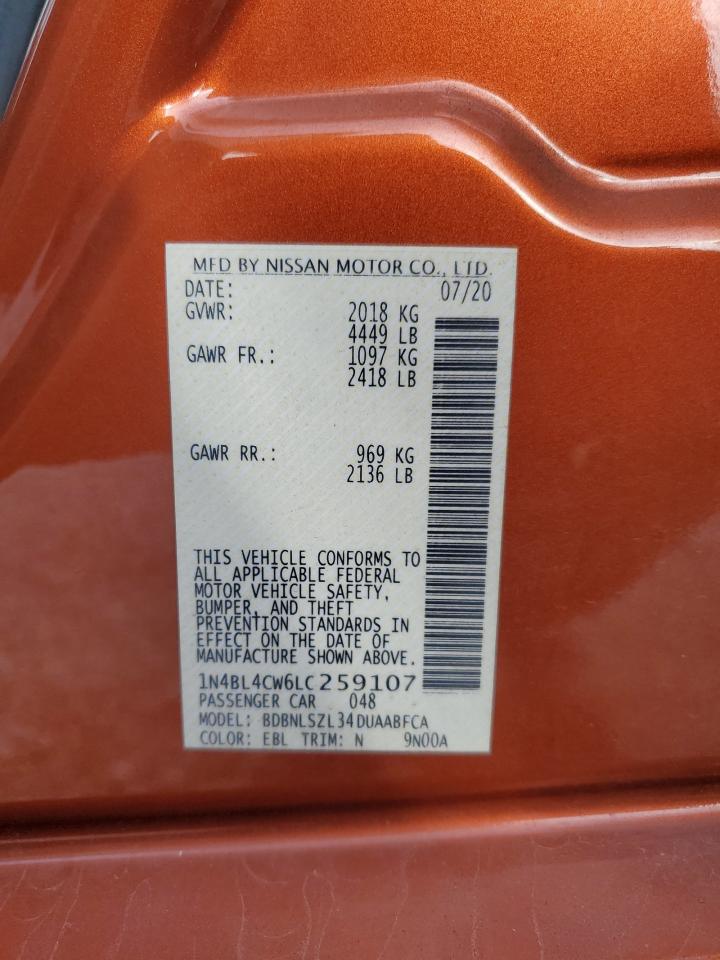 MFD BY NISSAN MOTOR CO., LTD.
DATE: 07/20
GVWR: 2018 KG
4449 LB
GAWR FR.: 1097 KG
2418 LB
GAWR RR.: 969 KG
2136 LB
THIS VEHICLE CONFORMS TO
ALL APPLICABLE FEDERAL
MOTOR VEHICLE SAFETY,
BUMPER, AND THEFT
PREVENTION STANDARDS IN
EFFECT ON THE DATE OF
MANUFACTURE SHOWN ABOVE.
1N4BL4CW6LC259107
PASSENGER CAR 048
MODEL: BDBNLSZL34DUAABFCA
COLOR: EBL TRIM: N 9N00A